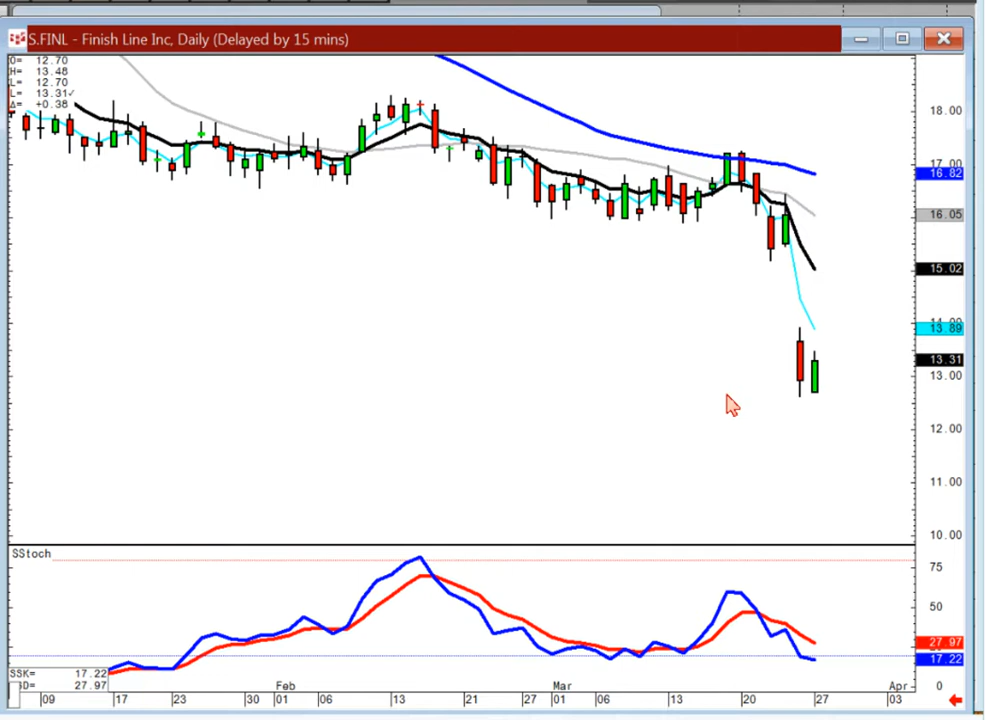 S.FINL - Finish Line Inc, Daily (Delayed by 15 mins)
O= 12.70
H= 13.48
L= 12.70
L= 13.31✓
Δ= +0.38
18.00
17.00
16.82
16.05
15.02
14.00
13.89
13.31
13.00
12.00
11.00
10.00
SStoch
75
50
27.97
17.22
0
SSK= 17.22
SD= 27.97
Feb Mar Apr
09 17 23 30 01 06 13 21 27 01 06 13 20 27 03